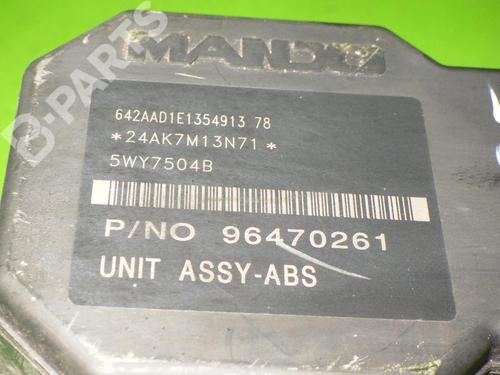 MANDO
B-PARTS
642AAD1E1354913 78
*24AK7M13N71*
5WY7504B
P/NO 96470261
UNIT ASSY-ABS